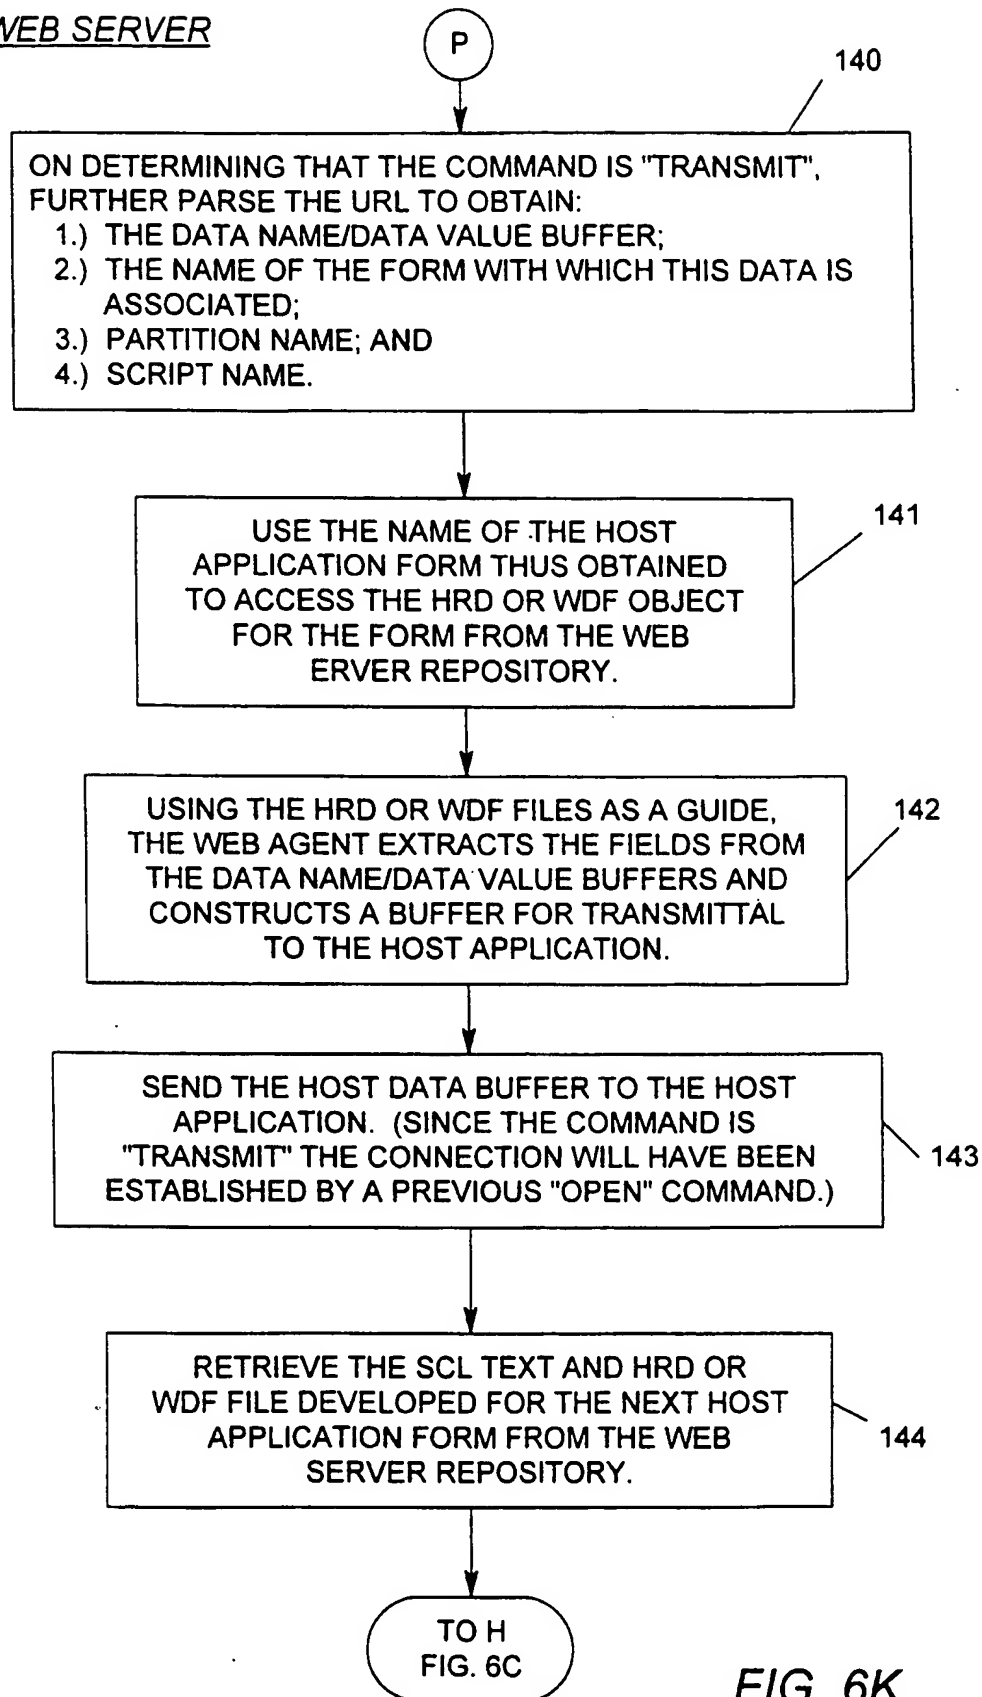 WEB SERVER
P
140
ON DETERMINING THAT THE COMMAND IS "TRANSMIT",
FURTHER PARSE THE URL TO OBTAIN:
1.) THE DATA NAME/DATA VALUE BUFFER;
2.) THE NAME OF THE FORM WITH WHICH THIS DATA IS
ASSOCIATED;
3.) PARTITION NAME; AND
4.) SCRIPT NAME.
141
USE THE NAME OF THE HOST
APPLICATION FORM THUS OBTAINED
TO ACCESS THE HRD OR WDF OBJECT
FOR THE FORM FROM THE WEB
ERVER REPOSITORY.
142
USING THE HRD OR WDF FILES AS A GUIDE,
THE WEB AGENT EXTRACTS THE FIELDS FROM
THE DATA NAME/DATA VALUE BUFFERS AND
CONSTRUCTS A BUFFER FOR TRANSMITTAL
TO THE HOST APPLICATION.
143
SEND THE HOST DATA BUFFER TO THE HOST
APPLICATION. (SINCE THE COMMAND IS
"TRANSMIT" THE CONNECTION WILL HAVE BEEN
ESTABLISHED BY A PREVIOUS "OPEN" COMMAND.)
144
RETRIEVE THE SCL TEXT AND HRD OR
WDF FILE DEVELOPED FOR THE NEXT HOST
APPLICATION FORM FROM THE WEB
SERVER REPOSITORY.
TO H
FIG. 6C
FIG. 6K